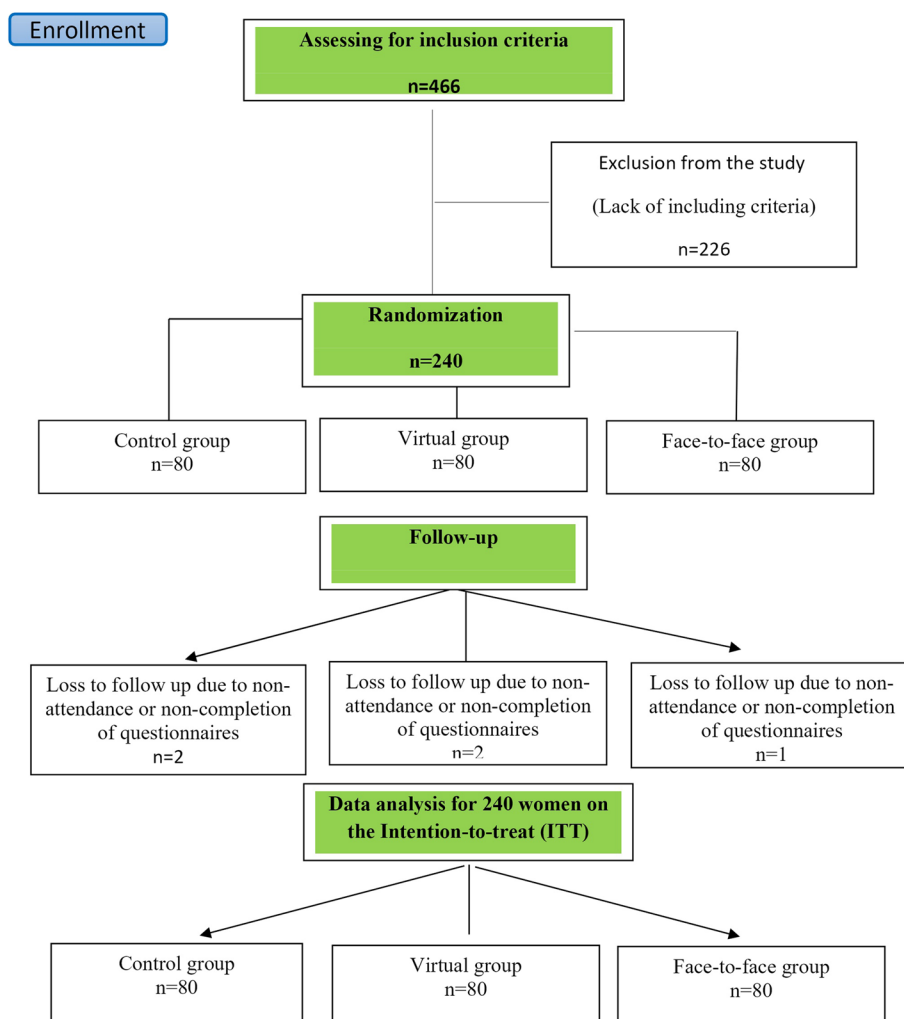 Enrollment
Assessing for inclusion criteria
n=466
Exclusion from the study
(Lack of including criteria)
n=226
Randomization
n=240
Control group
n=80
Virtual group
n=80
Face-to-face group
n=80
Follow-up
Loss to follow up due to non-
attendance or non-completion
of questionnaires
n=2
Loss to follow up due to non-
attendance or non-completion
of questionnaires
n=2
Loss to follow up due to non-
attendance or non-completion
of questionnaires
n=1
Data analysis for 240 women on
the Intention-to-treat (ITT)
Control group
n=80
Virtual group
n=80
Face-to-face group
n=80